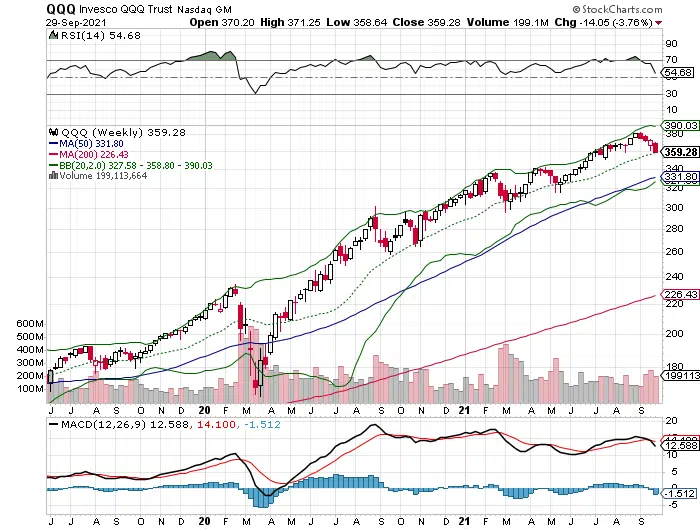 QQQ Invesco QQQ Trust Nasdaq GM © StockCharts.com
29-Sep-2021 Open 370.20 High 371.25 Low 358.64 Close 359.28 Volume 199.1M Chg -14.05 (-3.76%)
RSI(14) 54.68
90
70
54.68
50
30
10
QQQ (Weekly) 359.28
MA(50) 331.80
MA(200) 226.43
BB(20,2.0) 327.58 - 358.80 - 390.03
Volume 199,113,664
390.03
380
359.28
340
331.80
320
300
280
260
240
226.43
220
200
180
199113
600M
500M
400M
300M
200M
100M
J J A S O N D 20 F M A M J J A S O N D 21 F M A M J J A S
MACD(12,26,9) 12.588, 14.100, -1.512
20
15
12.588
10
5
0
-1.512
-5
J J A S O N D 20 F M A M J J A S O N D 21 F M A M J J A S